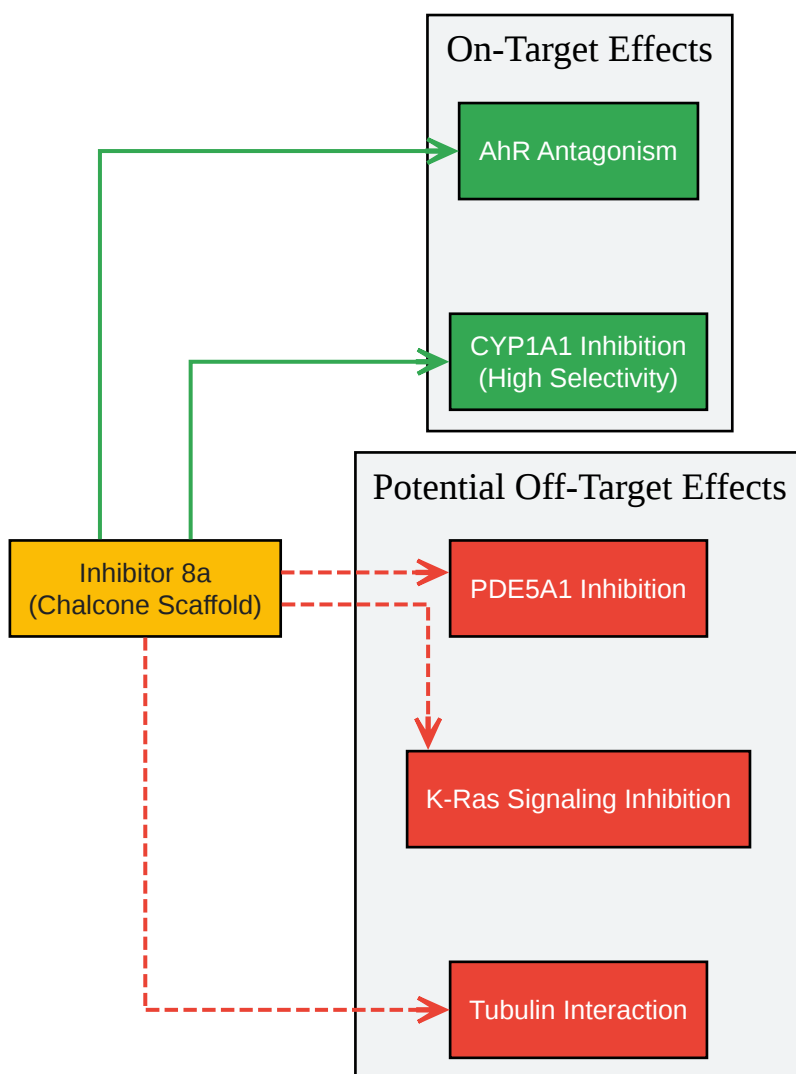 On-Target Effects
AhR Antagonism
CYP1A1 Inhibition
(High Selectivity)
Potential Off-Target Effects
Inhibitor 8a
(Chalcone Scaffold)
PDE5A1 Inhibition
K-Ras Signaling Inhibition
Tubulin Interaction